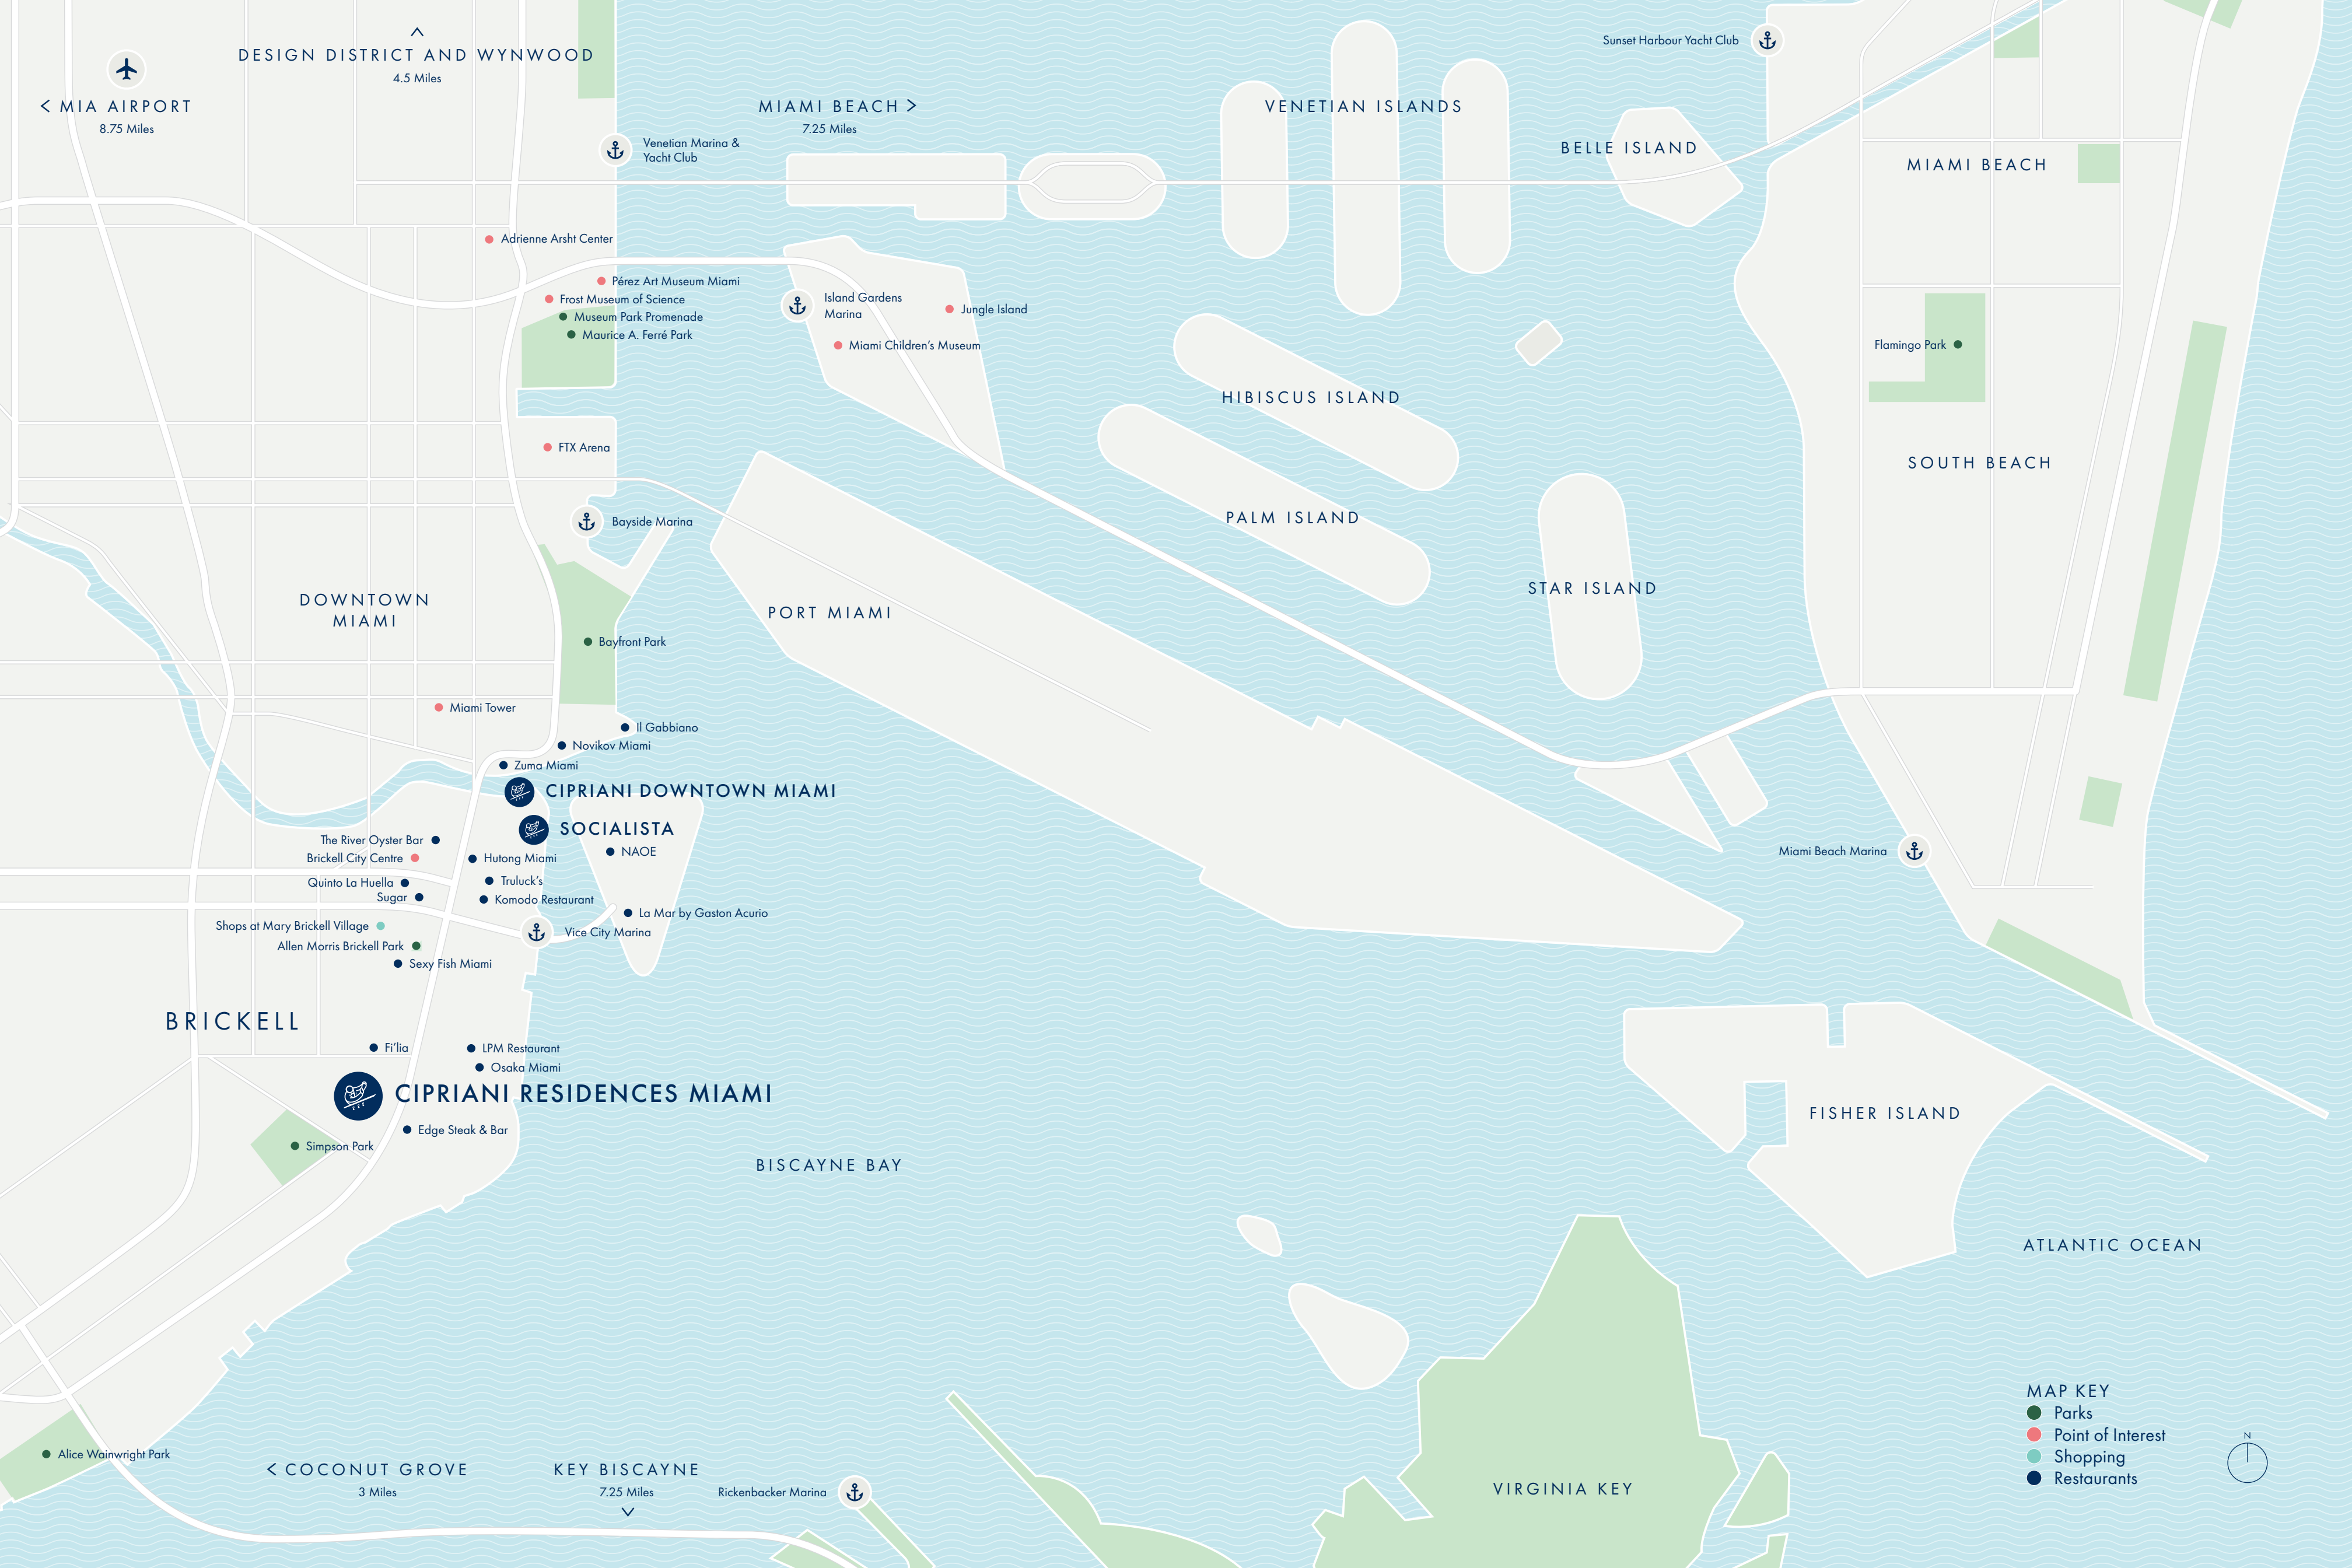 DESIGN DISTRICT AND WYNWOOD
4.5 Miles
< MIA AIRPORT
8.75 Miles
MIAMI BEACH >
7.25 Miles
Venetian Marina &
Yacht Club
VENETIAN ISLANDS
BELLE ISLAND
Sunset Harbour Yacht Club
MIAMI BEACH
Adrienne Arsht Center
Pérez Art Museum Miami
Frost Museum of Science
Museum Park Promenade
Maurice A. Ferré Park
Island Gardens
Marina
Jungle Island
Miami Children's Museum
Flamingo Park
HIBISCUS ISLAND
FTX Arena
SOUTH BEACH
Bayside Marina
PALM ISLAND
STAR ISLAND
DOWNTOWN
MIAMI
PORT MIAMI
Bayfront Park
Miami Tower
Il Gabbiano
Novikov Miami
Zuma Miami
CIPRIANI DOWNTOWN MIAMI
SOCIALISTA
NAOE
The River Oyster Bar
Brickell City Centre
Hutong Miami
Quinto La Huella
Truluck's
Sugar
Komodo Restaurant
La Mar by Gaston Acurio
Shops at Mary Brickell Village
Vice City Marina
Allen Morris Brickell Park
Sexy Fish Miami
Miami Beach Marina
BRICKELL
Fi'lia
LPM Restaurant
Osaka Miami
CIPRIANI RESIDENCES MIAMI
Edge Steak & Bar
Simpson Park
BISCAYNE BAY
FISHER ISLAND
ATLANTIC OCEAN
Alice Wainwright Park
< COCONUT GROVE
3 Miles
KEY BISCAYNE
7.25 Miles
Rickenbacker Marina
VIRGINIA KEY
MAP KEY
Parks
Point of Interest
Shopping
Restaurants
N